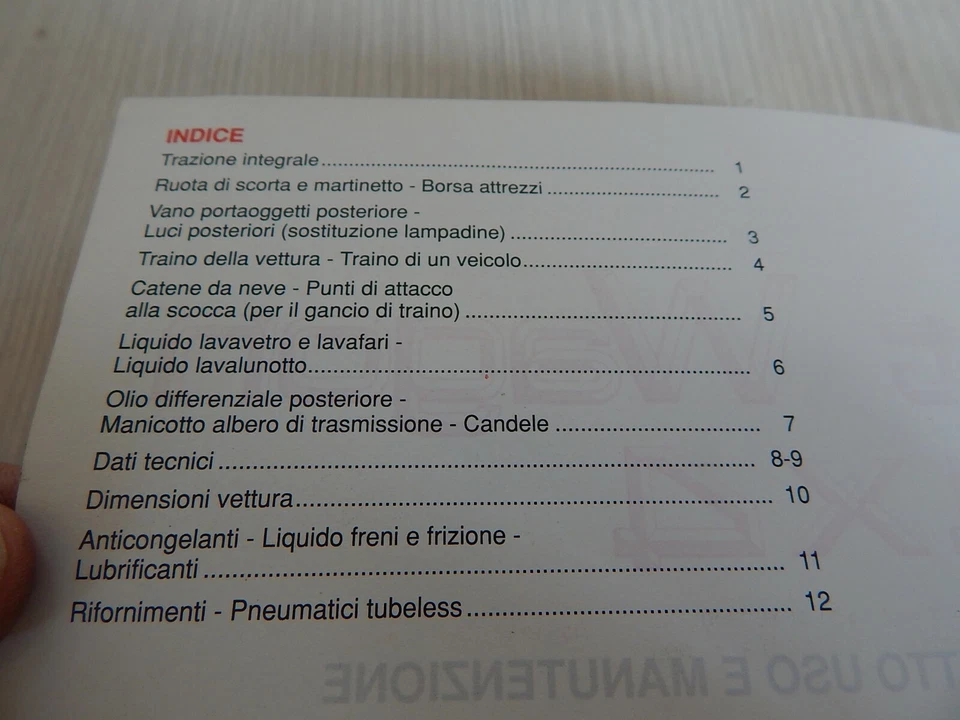 INDICE
Trazione integrale........................................................................ 1
Ruota di scorta e martinetto - Borsa attrezzi ................................ 2
Vano portaoggetti posteriore -
Luci posteriori (sostituzione lampadine) ........................................ 3
Traino della vettura - Traino di un veicolo...................................... 4
Catene da neve - Punti di attacco
alla scocca (per il gancio di traino) ................................................ 5
Liquido lavavetro e lavafari -
Liquido lavalunotto........................................................................ 6
Olio differenziale posteriore -
Manicotto albero di trasmissione - Candele .................................. 7
Dati tecnici .................................................................................... 8-9
Dimensioni vettura........................................................................ 10
Anticongelanti - Liquido freni e frizione -
Lubrificanti .................................................................................... 11
Rifornimenti - Pneumatici tubeless................................................ 12
TTO USO E MANUTENZIONE